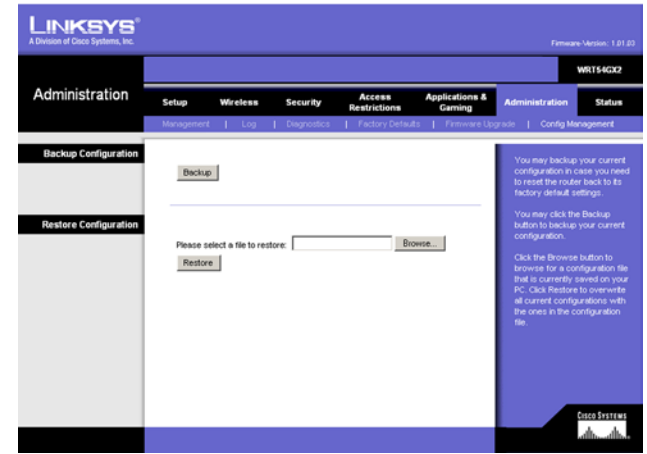 LINKSYS®
A Division of Cisco Systems, Inc.
Firmware-Version: 1.01.03
WRT54GX2
Administration
Setup Wireless Security Access Restrictions Applications & Gaming Administration Status
Management | Log | Diagnostics | Factory Defaults | Firmware Upgrade | Config Management
Backup Configuration
Backup
Restore Configuration
Please select a file to restore: Browse...
Restore
You may backup your current
configuration in case you need
to reset the router back to its
factory default settings.
You may click the Backup
button to backup your current
configuration.
Click the Browse button to
browse for a configuration file
that is currently saved on your
PC. Click Restore to overwrite
all current configurations with
the ones in the configuration
file.
CISCO SYSTEMS